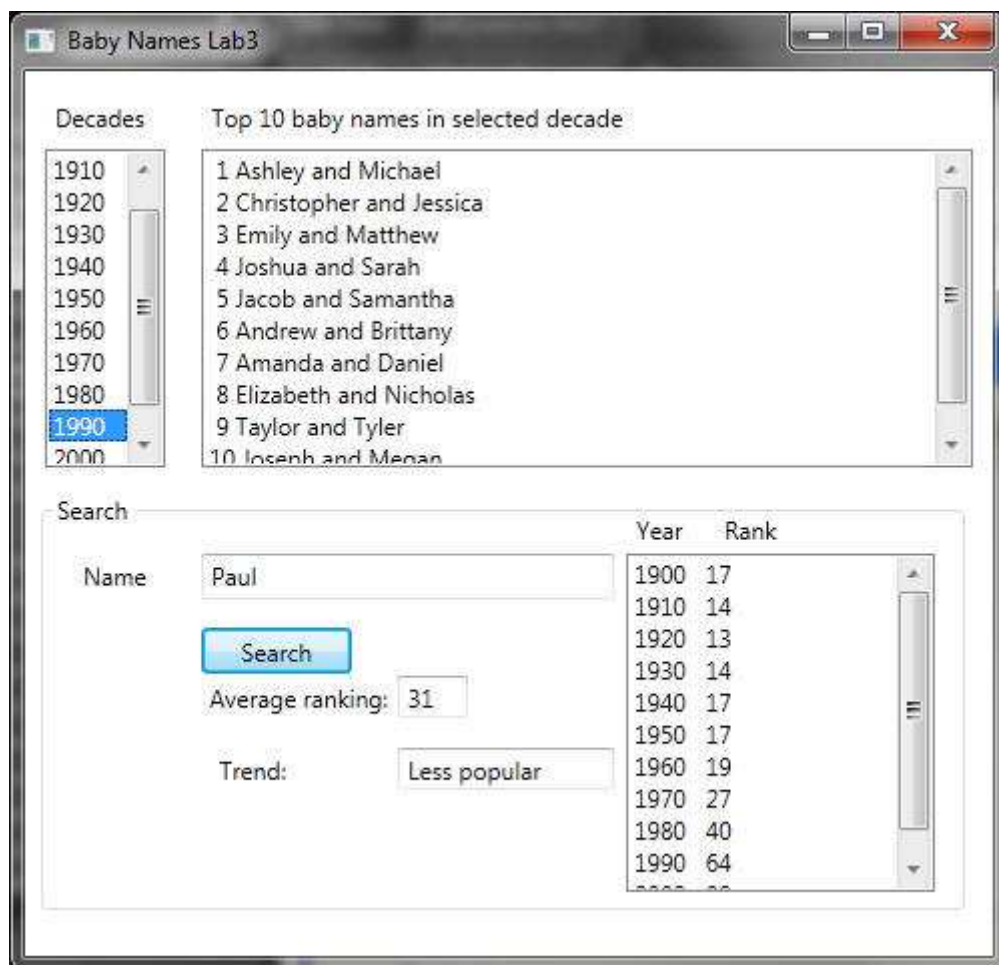 Baby Names Lab3
Decades
Top 10 baby names in selected decade
1910
1920
1930
1940
1950
1960
1970
1980
1990
2000
1 Ashley and Michael
2 Christopher and Jessica
3 Emily and Matthew
4 Joshua and Sarah
5 Jacob and Samantha
6 Andrew and Brittany
7 Amanda and Daniel
8 Elizabeth and Nicholas
9 Taylor and Tyler
10 Joseph and Megan
Search
Name
Paul
Search
Average ranking: 31
Trend: Less popular
Year Rank
1900 17
1910 14
1920 13
1930 14
1940 17
1950 17
1960 19
1970 27
1980 40
1990 64